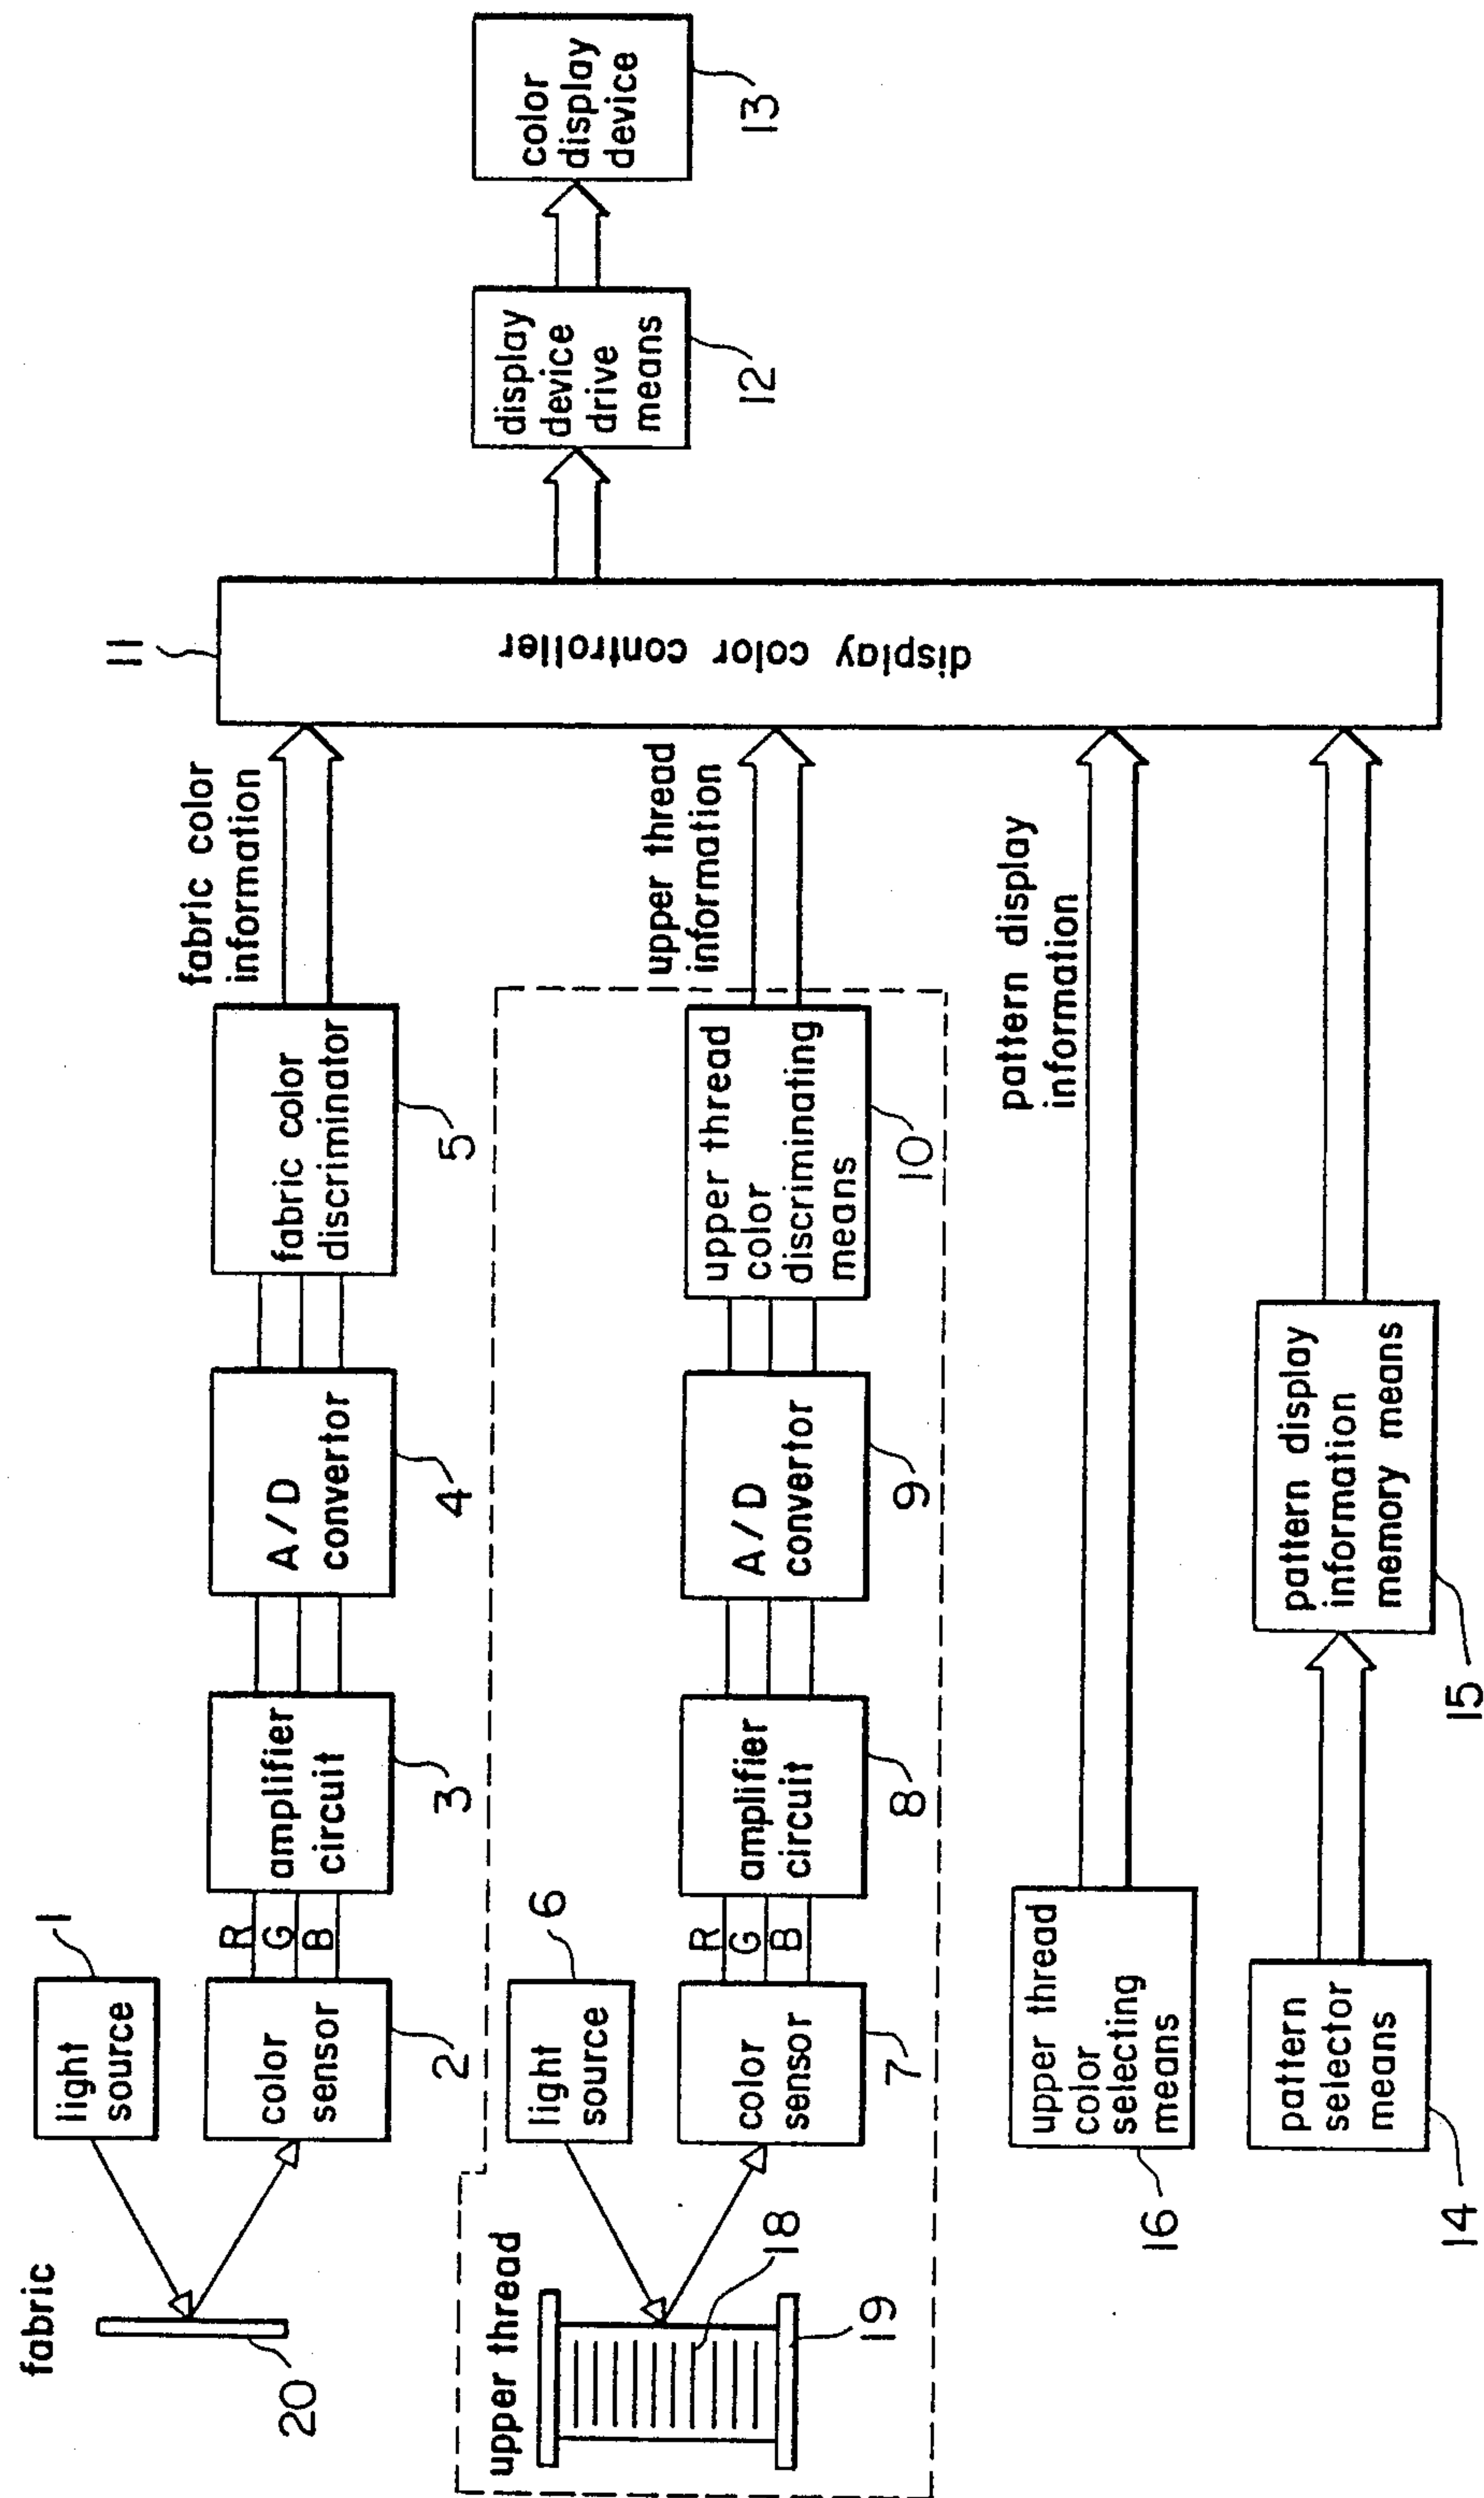 fabric
20
light
source
1
color
sensor
2
R
G
B
amplifier
circuit
3
A/D
convertor
4
fabric color
discriminator
5
fabric color
information
upper thread
18
19
light
source
6
color
sensor
7
R
G
B
amplifier
circuit
8
A/D
convertor
9
upper thread
color
discriminating
means
10
upper thread
information
upper thread
color
selecting
means
16
pattern display
information
pattern
selector
means
14
pattern display
information
memory means
15
11
display color controller
display
device
drive
means
12
color
display
device
13